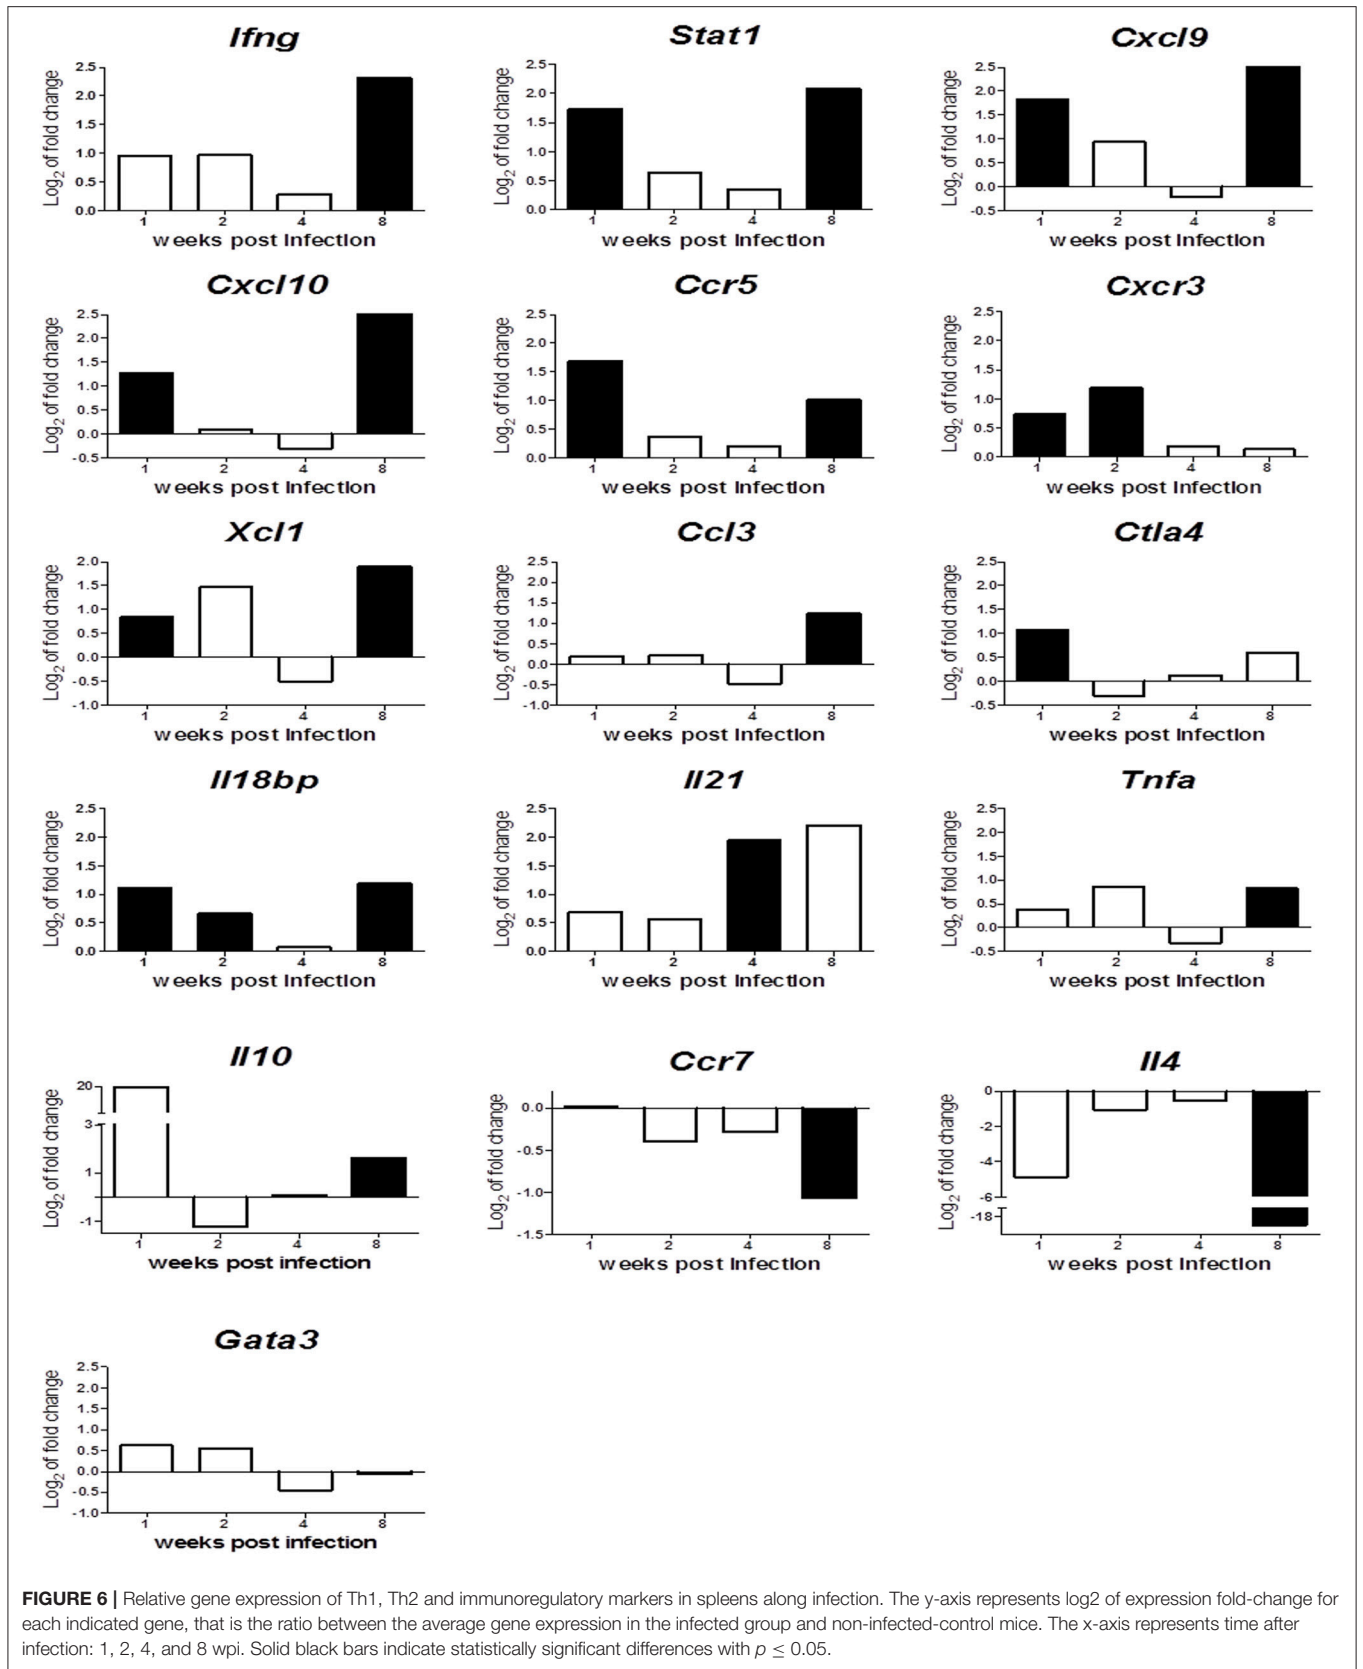 Ifng
Stat1
Cxcl9
Log2 of fold change
2.5
2.0
1.5
1.0
0.5
0.0
1 2 4 8
weeks post Infection
Log2 of fold change
2.5
2.0
1.5
1.0
0.5
0.0
1 2 4 8
weeks post Infection
Log2 of fold change
2.5
2.0
1.5
1.0
0.5
0.0
-0.5
1 2 4 8
weeks post Infection
Cxcl10
Ccr5
Cxcr3
Log2 of fold change
2.5
2.0
1.5
1.0
0.5
0.0
-0.5
1 2 4 8
weeks post Infection
Log2 of fold change
2.5
2.0
1.5
1.0
0.5
0.0
1 2 4 8
weeks post Infection
Log2 of fold change
2.5
2.0
1.5
1.0
0.5
0.0
1 2 4 8
weeks post Infection
Xcl1
Ccl3
Ctla4
Log2 of fold change
2.0
1.5
1.0
0.5
0.0
-0.5
-1.0
1 2 4 8
weeks post Infection
Log2 of fold change
2.5
2.0
1.5
1.0
0.5
0.0
-0.5
-1.0
1 2 4 8
weeks post Infection
Log2 of fold change
2.5
2.0
1.5
1.0
0.5
0.0
-0.5
1 2 4 8
weeks post Infection
Il18bp
Il21
Tnfa
Log2 of fold change
2.5
2.0
1.5
1.0
0.5
0.0
1 2 4 8
weeks post Infection
Log2 of fold change
2.5
2.0
1.5
1.0
0.5
0.0
1 2 4 8
weeks post Infection
Log2 of fold change
2.5
2.0
1.5
1.0
0.5
0.0
-0.5
1 2 4 8
weeks post Infection
Il10
Ccr7
Il4
Log2 of fold change
20
3
1
-1
1 2 4 8
weeks post infection
Log2 of fold change
0.0
-0.5
-1.0
-1.5
1 2 4 8
weeks post Infection
Log2 of fold change
0
-2
-4
-6
-18
1 2 4 8
weeks post Infection
Gata3
Log2 of fold change
2.5
2.0
1.5
1.0
0.5
0.0
-0.5
-1.0
1 2 4 8
weeks post infection
FIGURE 6 | Relative gene expression of Th1, Th2 and immunoregulatory markers in spleens along infection. The y-axis represents log2 of expression fold-change for
each indicated gene, that is the ratio between the average gene expression in the infected group and non-infected-control mice. The x-axis represents time after
infection: 1, 2, 4, and 8 wpi. Solid black bars indicate statistically significant differences with p ≤ 0.05.